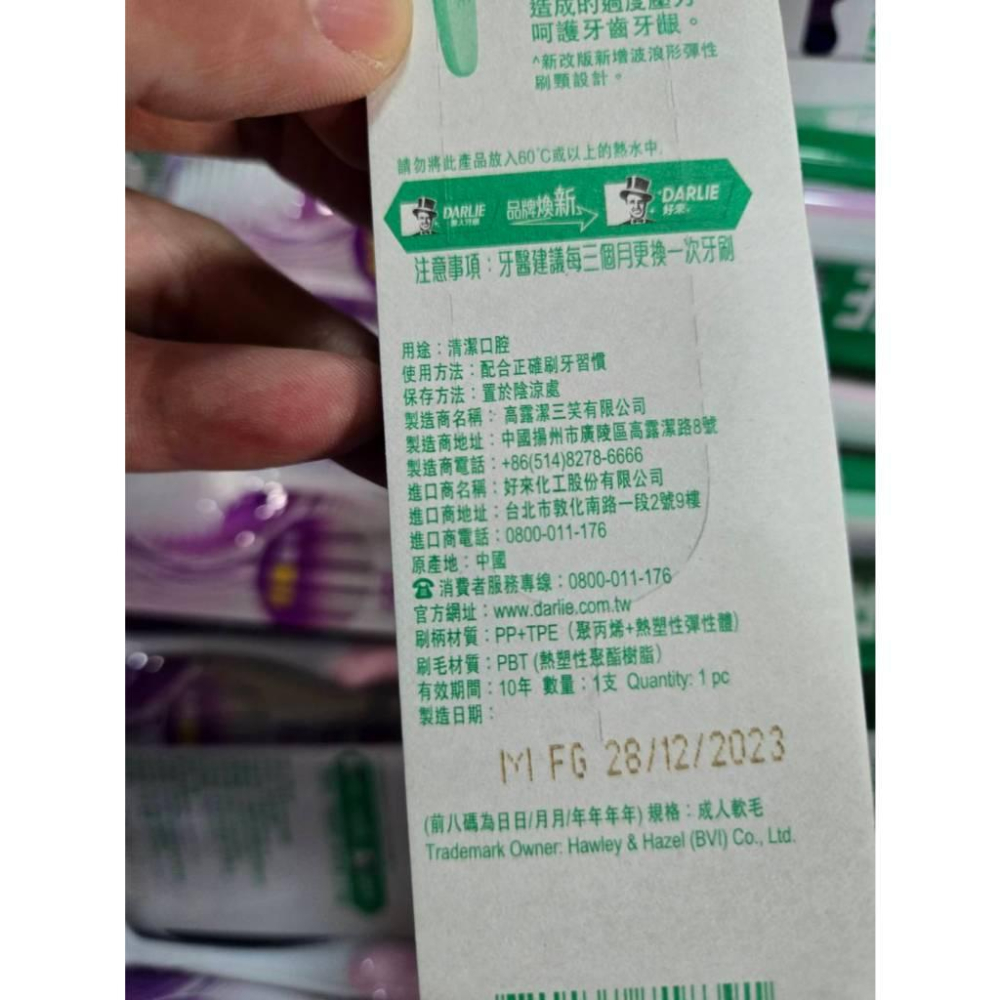 造成的過度壓力
呵護牙齒牙齦。
^新改版新增波浪形彈性
刷頸設計。
請勿將此產品放入60°C或以上的熱水中
DARLIE
黑人牙膏
品牌煥新
DARLIE
好來
注意事項：牙醫建議每三個月更換一次牙刷
用途：清潔口腔
使用方法：配合正確刷牙習慣
保存方法：置於陰涼處
製造商名稱：高露潔三笑有限公司
製造商地址：中國揚州市廣陵區高露潔路8號
製造商電話：+86(514)8278-6666
進口商名稱：好來化工股份有限公司
進口商地址：台北市敦化南路一段2號9樓
進口商電話：0800-011-176
原產地：中國
☎消費者服務專線：0800-011-176
官方網址：www.darlie.com.tw
刷柄材質：PP+TPE（聚丙烯+熱塑性彈性體）
刷毛材質：PBT (熱塑性聚酯樹脂)
有效期間：10年 數量：1支 Quantity: 1 pc
製造日期：
MFG 28/12/2023
(前八碼為日日/月月/年年年年) 規格：成人軟毛
Trademark Owner: Hawley & Hazel (BVI) Co., Ltd.